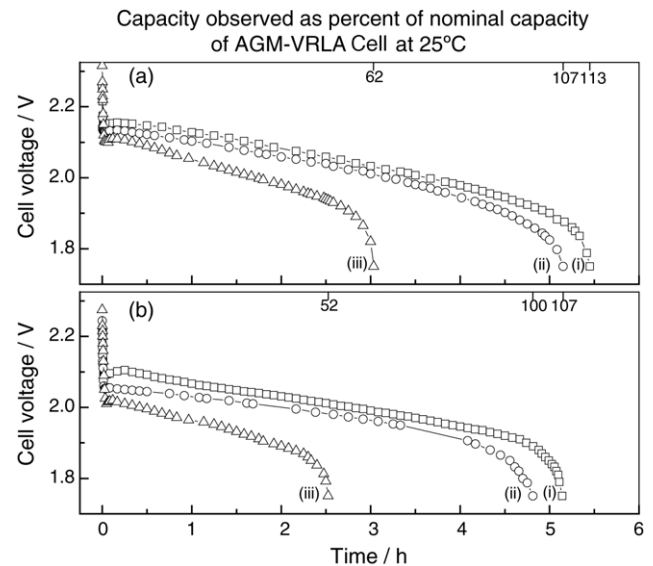 Capacity observed as percent of nominal capacity
of AGM-VRLA Cell at 25ºC
(a)
62
107 113
2.2
2.0
1.8
Cell voltage / V
(iii)
(ii)
(i)
(b)
52
100 107
2.2
2.0
1.8
Cell voltage / V
(iii)
(ii)
(i)
0 1 2 3 4 5 6
Time / h